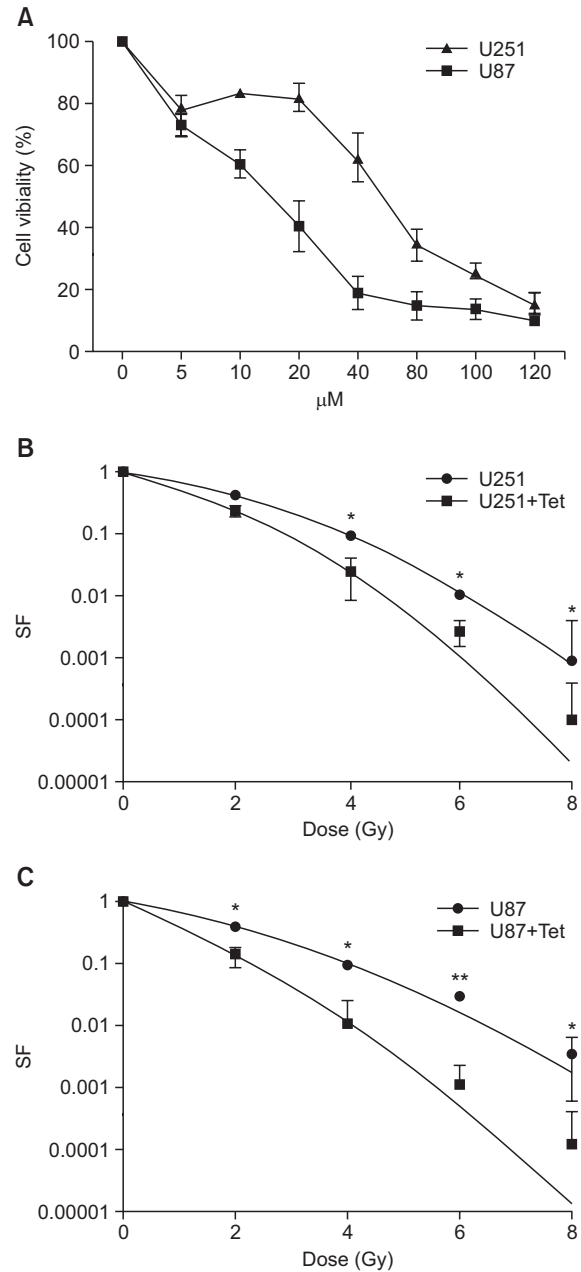 A
100
80
60
40
20
0
Cell vibiality (%)
U251
U87
0 5 10 20 40 80 100 120
μM
B
1
0.1
0.01
0.001
0.0001
0.00001
SF
U251
U251+Tet
*
*
*
0 2 4 6 8
Dose (Gy)
C
1
0.1
0.01
0.001
0.0001
0.00001
SF
U87
U87+Tet
*
*
**
*
0 2 4 6 8
Dose (Gy)